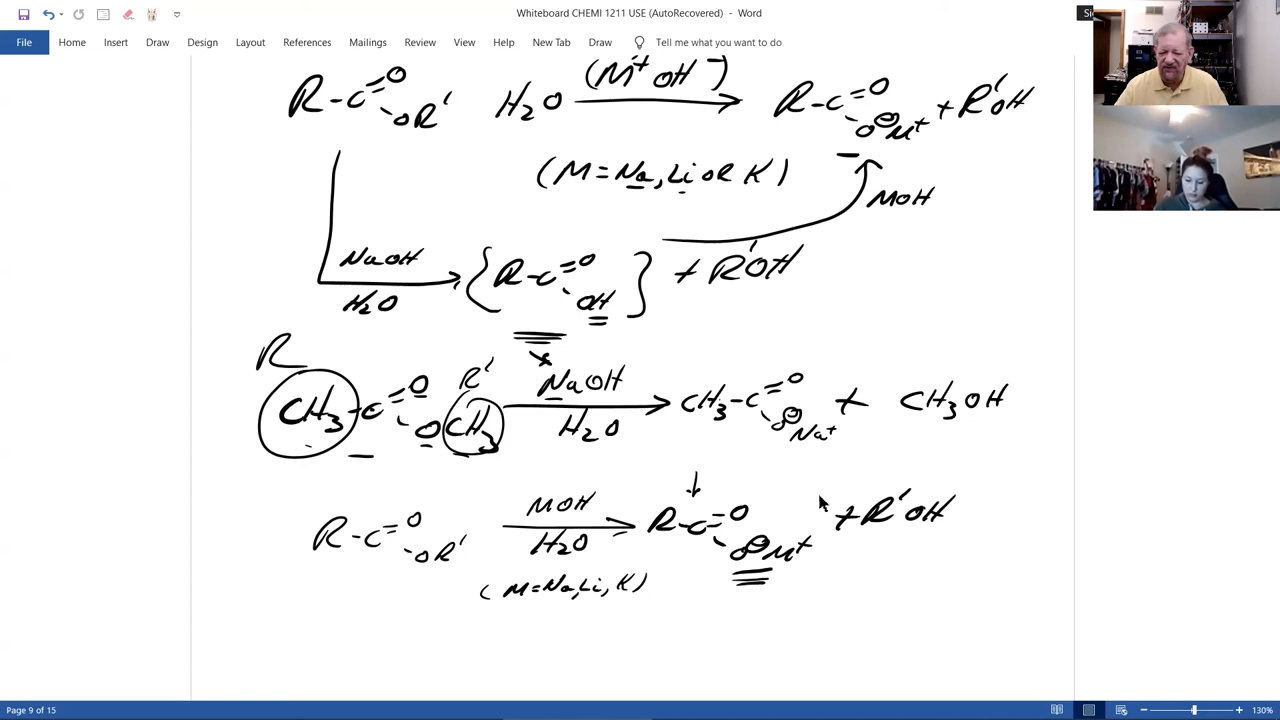 Whiteboard CHEMI 1211 USE (AutoRecovered) - Word
File Home Insert Draw Design Layout References Mailings Review View Help New Tab Draw Tell me what you want to do
R-C=O -OR' H2O (M+ OH-) R-C=O -O⊖M+ + R'OH
(M=Na, Li OR K)
MOH
NaOH
H2O
{R-C=O -OH} + R'OH
R
R'
CH3-C=O -OCH3 NaOH H2O CH3-C=O -O⊖Na+ + CH3OH
R-C=O -OR' MOH H2O R-C=O -O⊖M+ + R'OH
(M=Na, Li, K)
Page 9 of 15
130%